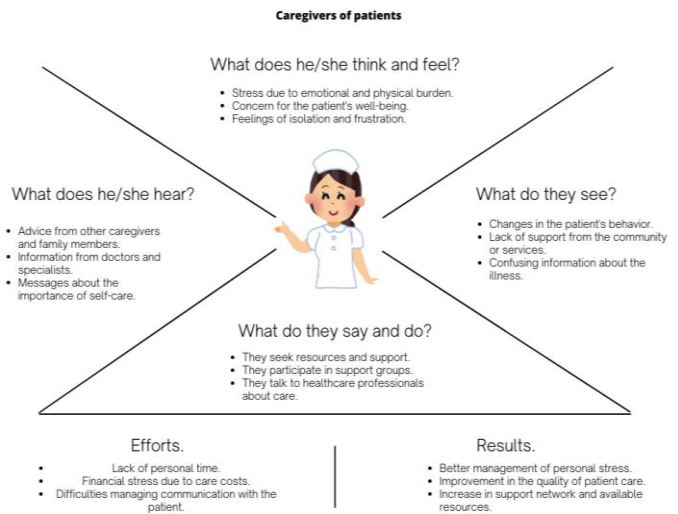 Caregivers of patients
What does he/she think and feel?
• Stress due to emotional and physical burden.
• Concern for the patient's well-being.
• Feelings of isolation and frustration.
What does he/she hear?
• Advice from other caregivers
and family members.
• Information from doctors and
specialists.
• Messages about the
importance of self-care.
What do they see?
• Changes in the patient's behavior.
• Lack of support from the community
or services.
• Confusing information about the
illness.
What do they say and do?
• They seek resources and support.
• They participate in support groups.
• They talk to healthcare professionals
about care.
Efforts.
• Lack of personal time.
• Financial stress due to care costs.
• Difficulties managing communication with the
patient.
Results.
• Better management of personal stress.
• Improvement in the quality of patient care.
• Increase in support network and available
resources.